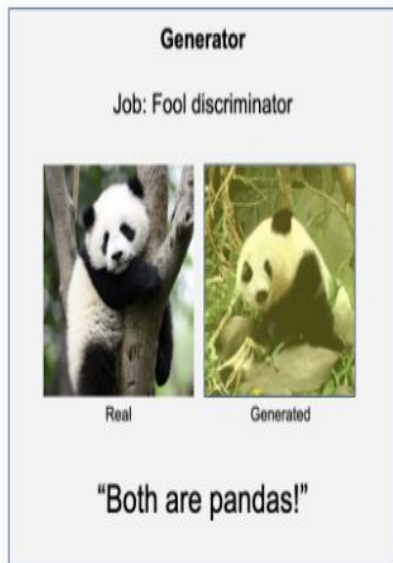 Generator
Job: Fool discriminator
Real
Generated
“Both are pandas!”